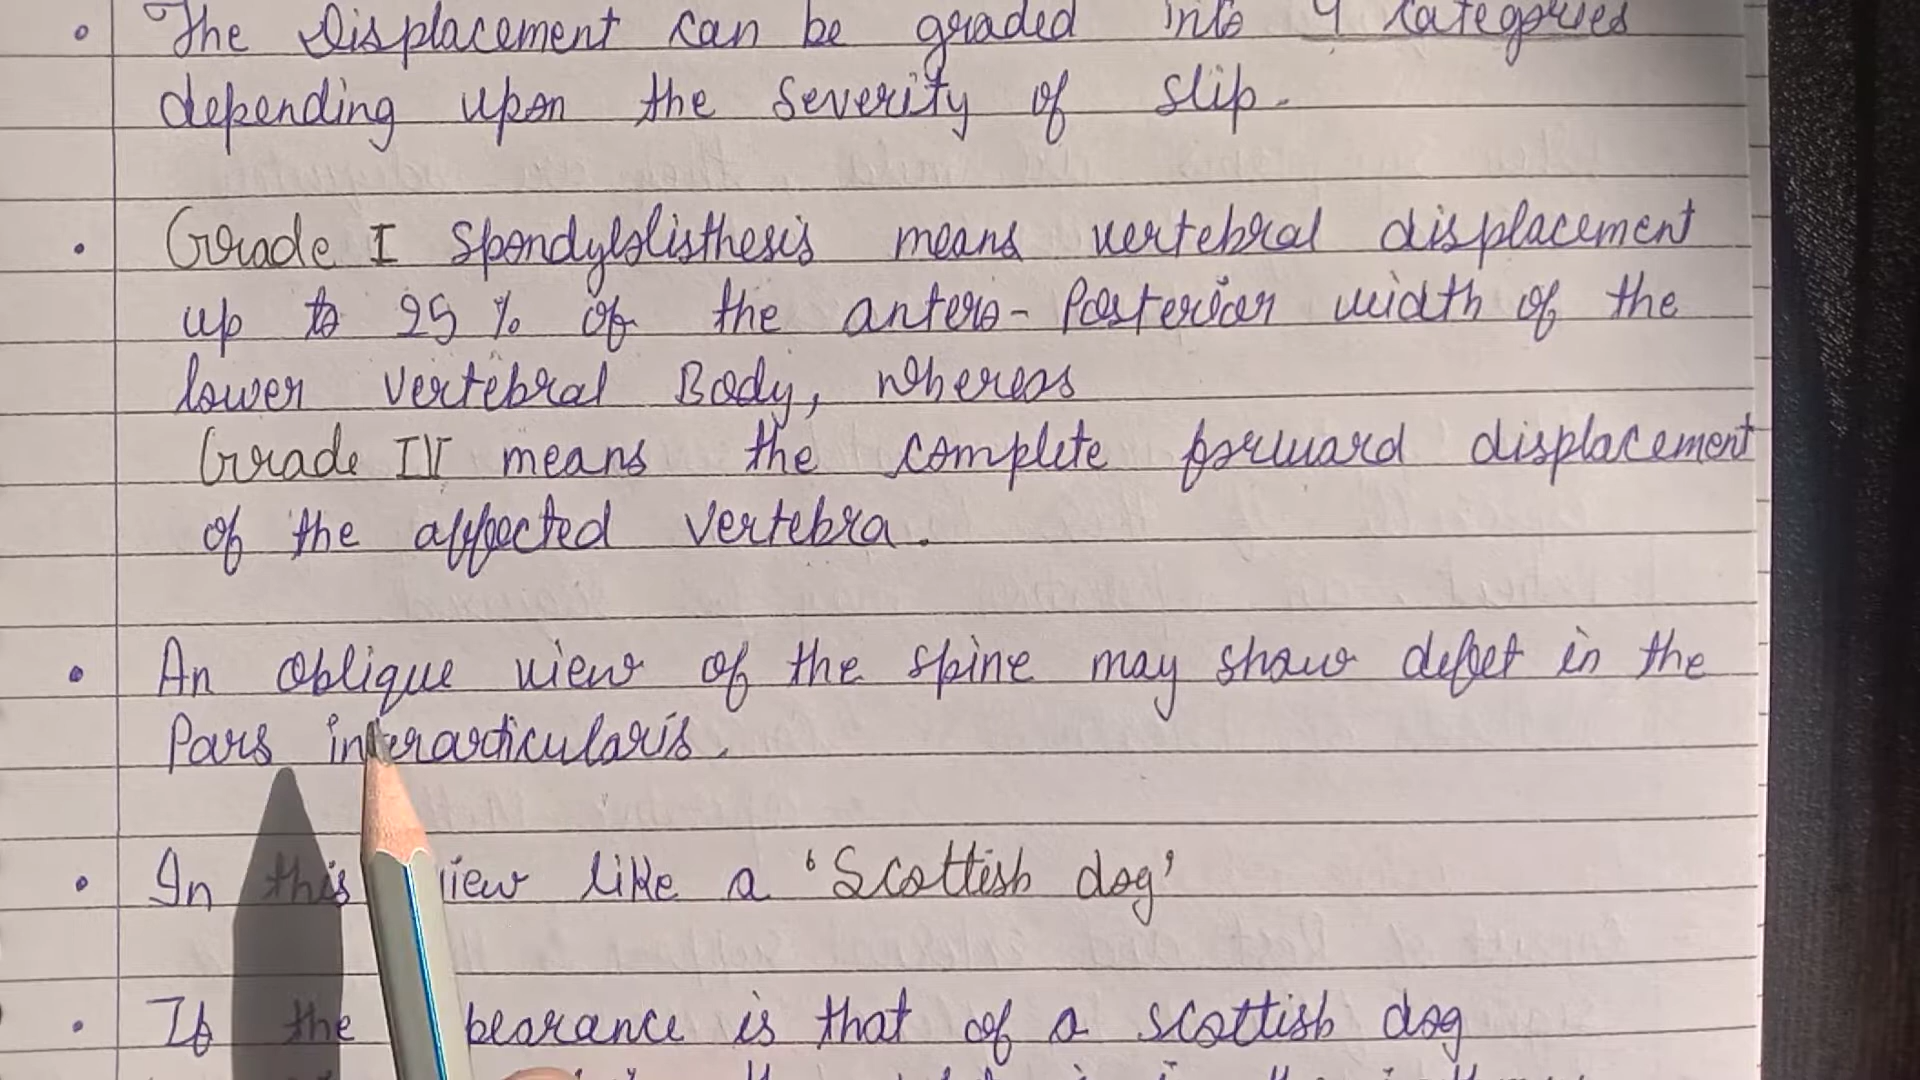 • The Displacement can be graded into 4 categories
depending upon the severity of slip.
• Grade I Spondylolisthesis means vertebral displacement
up to 25 % of the antero-Posterior width of the
lower vertebral Body, whereas
Grade IV means the complete forward displacement
of the affected vertebra.
• An oblique view of the spine may show defect in the
Pars interarticularis.
• In this view like a 'Scottish dog'
• If the bearance is that of a scottish dog